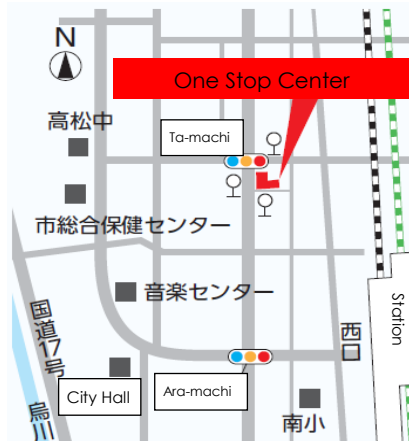 N
One Stop Center
高松中
Ta-machi
市総合保健センター
音楽センター
国道17号
烏川
City Hall
Ara-machi
南小
西口
Station